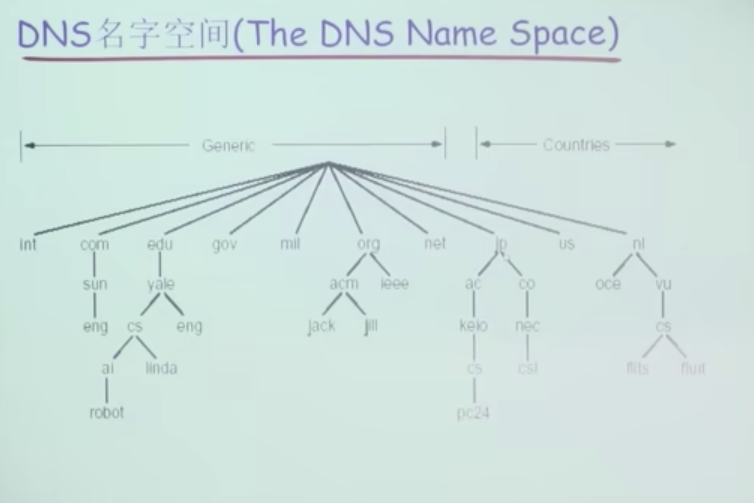 DNS名字空间(The DNS Name Space)
Generic Countries
int com edu gov mil org net jp us nl
sun yale acm ieee ac co oce vu
eng cs eng jack jill keio nec cs
ai linda cs csl flits fluit
robot pc24